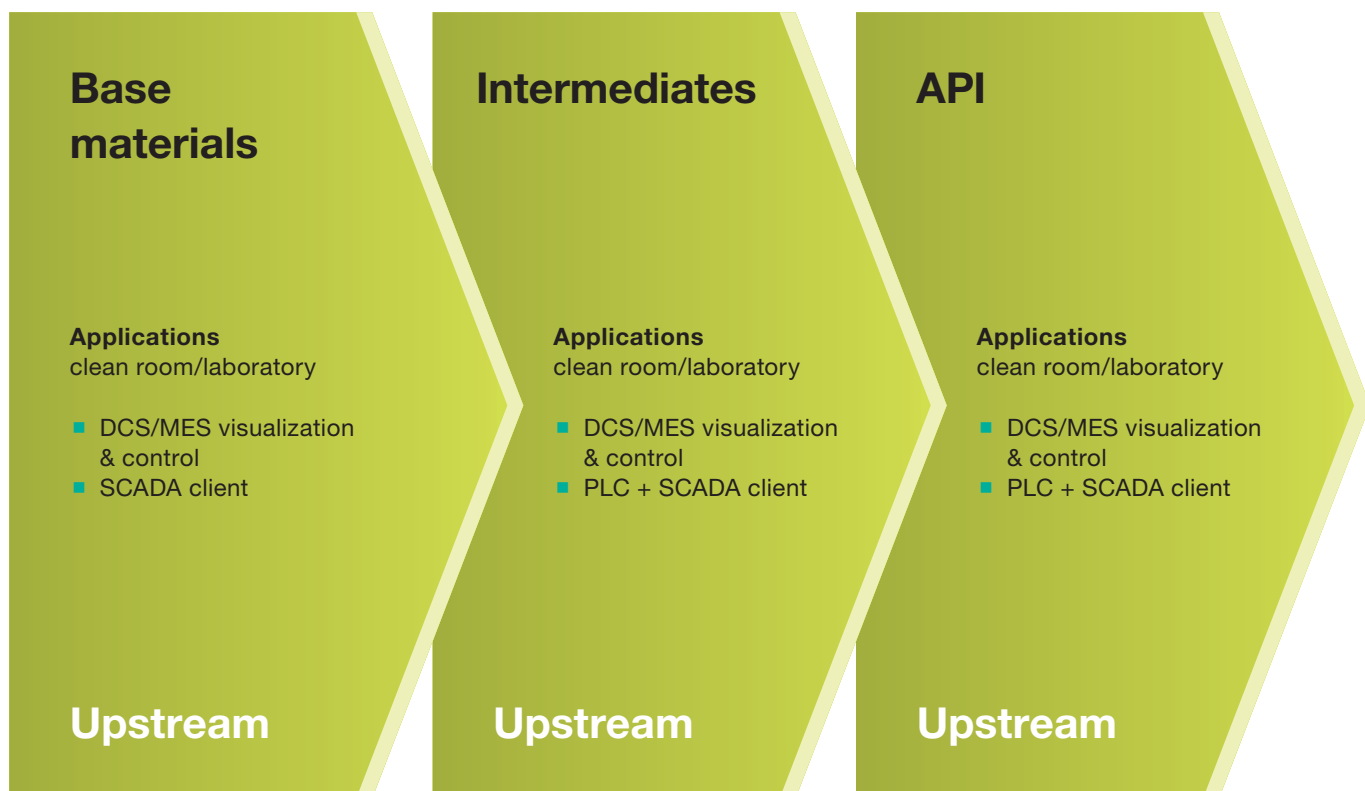 Base
materials
Applications
clean room/laboratory
DCS/MES visualization
& control
SCADA client
Upstream
Intermediates
Applications
clean room/laboratory
DCS/MES visualization
& control
PLC + SCADA client
Upstream
API
Applications
clean room/laboratory
DCS/MES visualization
& control
PLC + SCADA client
Upstream